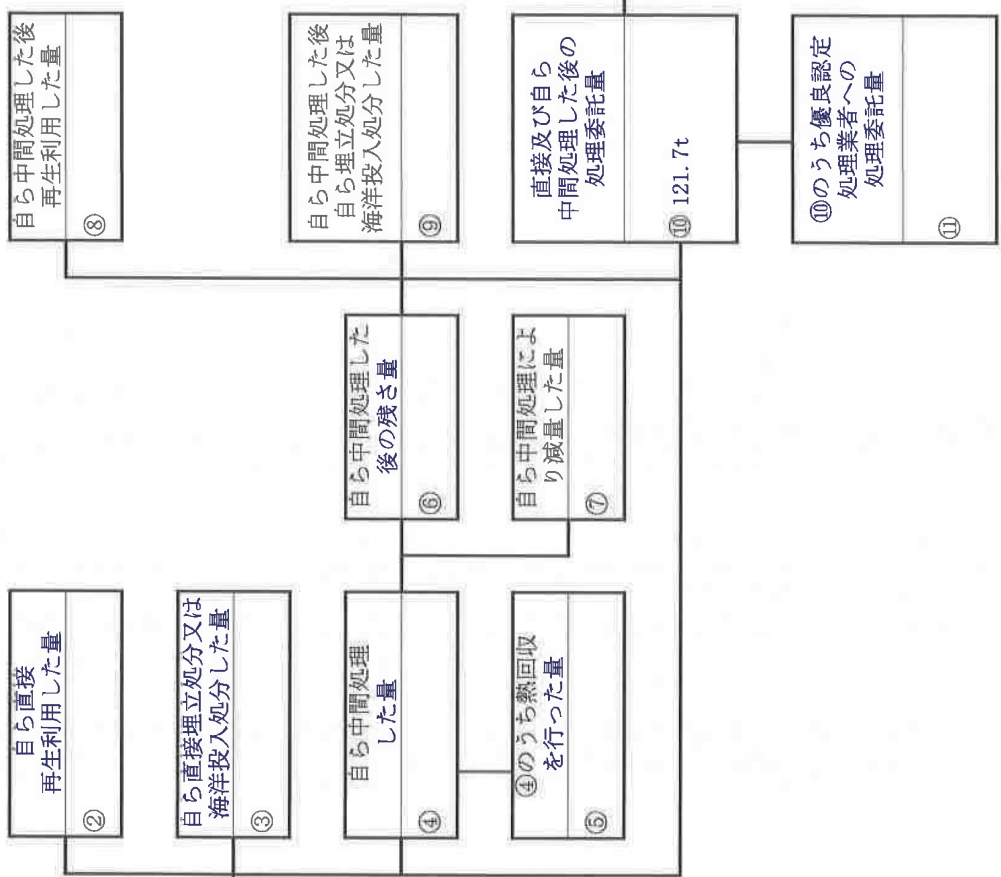 自ら直接
再生利用した量
②
自ら直接埋立処分又は
海洋投入処分した量
③
自ら中間処理
した量
④
④のうち熱回収
を行った量
⑤
自ら中間処理した
後の残さ量
⑥
自ら中間処理によ
り減量した量
⑦
自ら中間処理した後
再生利用した量
⑧
自ら中間処理した後
自ら埋立処分又は
海洋投入処分した量
⑨
直接及び自ら
中間処理した後の
処理委託量
⑩ 121.7t
⑩のうち優良認定
処理業者への
処理委託量
⑪